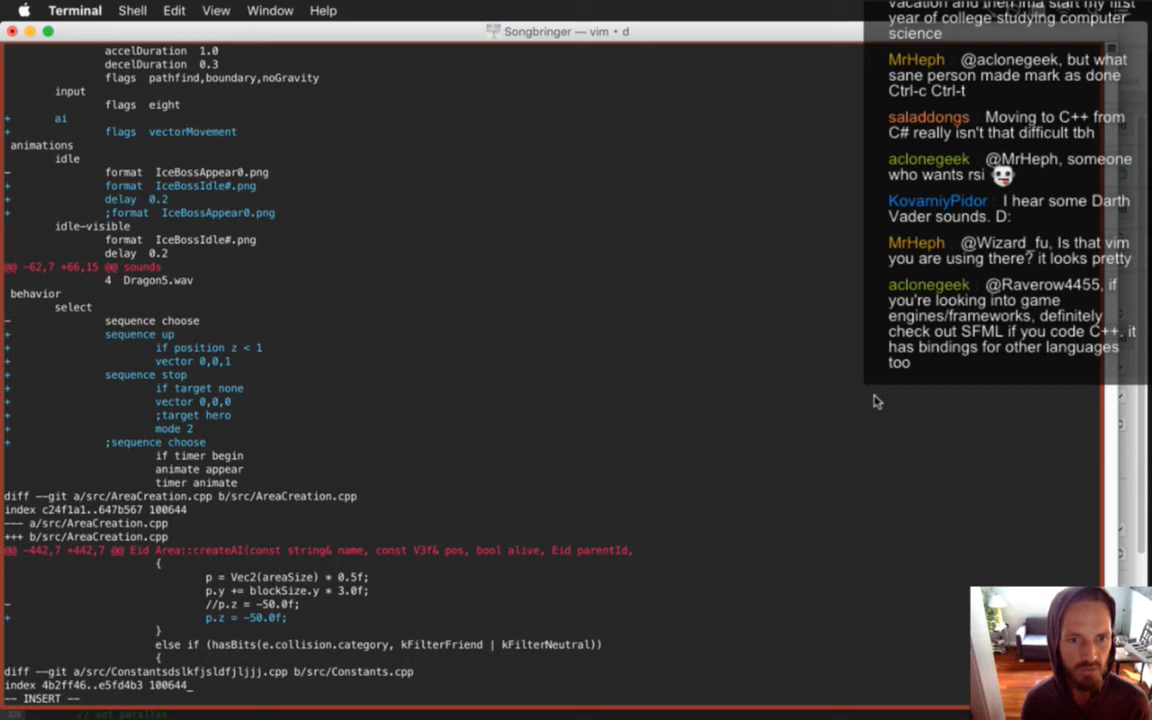 Terminal Shell Edit View Window Help
Songbringer — vim • d
accelDuration 1.0
decelDuration 0.3
flags pathfind,boundary,noGravity
input
flags eight
+ ai
+ flags vectorMovement
animations
idle
- format IceBossAppear0.png
+ format IceBossIdle#.png
+ delay 0.2
+ ;format IceBossAppear0.png
idle-visible
format IceBossIdle#.png
delay 0.2
@@ -62,7 +66,15 @@ sounds
4 Dragon5.wav
behavior
select
- sequence choose
+ sequence up
+ if position z < 1
+ vector 0,0,1
+ sequence stop
+ if target none
+ vector 0,0,0
+ ;target hero
+ mode 2
+ ;sequence choose
if timer begin
animate appear
timer animate
diff --git a/src/AreaCreation.cpp b/src/AreaCreation.cpp
index c24f1a1..647b567 100644
--- a/src/AreaCreation.cpp
+++ b/src/AreaCreation.cpp
@@ -442,7 +442,7 @@ Eid Area::createAI(const string& name, const V3f& pos, bool alive, Eid parentId,
{
p = Vec2(areaSize) * 0.5f;
p.y += blockSize.y * 3.0f;
- //p.z = -50.0f;
+ p.z = -50.0f;
}
else if (hasBits(e.collision.category, kFilterFriend | kFilterNeutral))
{
diff --git a/src/Constantsdslkfjsldfjljjj.cpp b/src/Constants.cpp
index 4b2ff46..e5fd4b3 100644_
-- INSERT --
// set parallax
vacation and then ima start my first
year of college studying computer
science
MrHeph @aclonegeek, but what
sane person made mark as done
Ctrl-c Ctrl-t
saladdongs Moving to C++ from
C# really isn't that difficult tbh
aclonegeek @MrHeph, someone
who wants rsi
KovarniyPidor I hear some Darth
Vader sounds. D:
MrHeph @Wizard_fu, Is that vim
you are using there? it looks pretty
aclonegeek @Raverow4455, if
you're looking into game
engines/frameworks, definitely
check out SFML if you code C++. it
has bindings for other languages
too